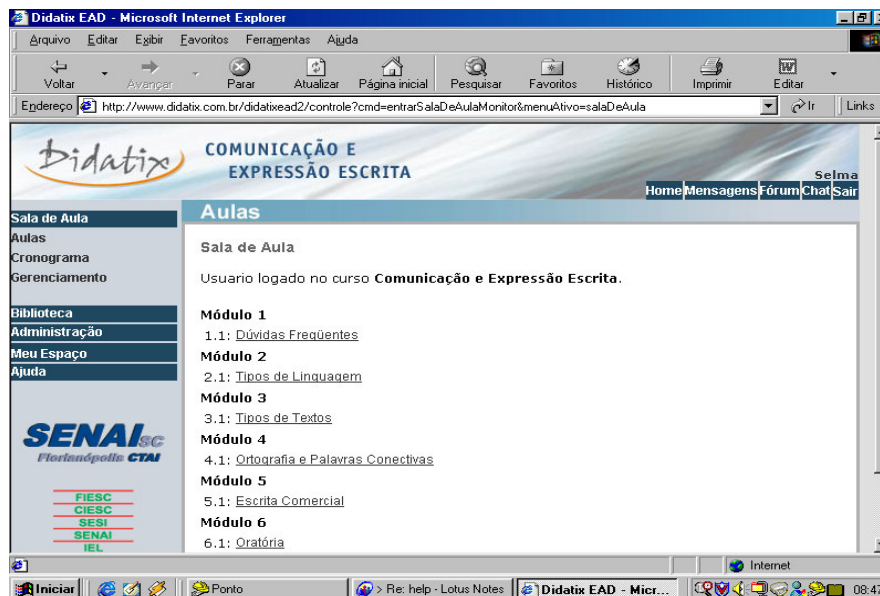 Didatix EAD - Microsoft Internet Explorer
Arquivo Editar Exibir Favoritos Ferramentas Ajuda
Voltar Avançar Parar Atualizar Página inicial Pesquisar Favoritos Histórico Imprimir Editar
Endereço http://www.didatix.com.br/didatixead2/controle?cmd=entrarSalaDeAulaMonitor&menuAtivo=salaDeAula Ir Links
Didatix
COMUNICAÇÃO E
EXPRESSÃO ESCRITA
Selma
Home Mensagens Fórum Chat Sair
Sala de Aula
Aulas
Cronograma
Gerenciamento
Biblioteca
Administração
Meu Espaço
Ajuda
SENAI SC
Florianópolis CTAI
FIESC
CIESC
SESI
SENAI
IEL
Aulas
Sala de Aula
Usuario logado no curso Comunicação e Expressão Escrita.
Módulo 1
1.1: Dúvidas Freqüentes
Módulo 2
2.1: Tipos de Linguagem
Módulo 3
3.1: Tipos de Textos
Módulo 4
4.1: Ortografia e Palavras Conectivas
Módulo 5
5.1: Escrita Comercial
Módulo 6
6.1: Oratória
Internet
Iniciar Ponto > Re: help - Lotus Notes Didatix EAD - Micr... 08:47